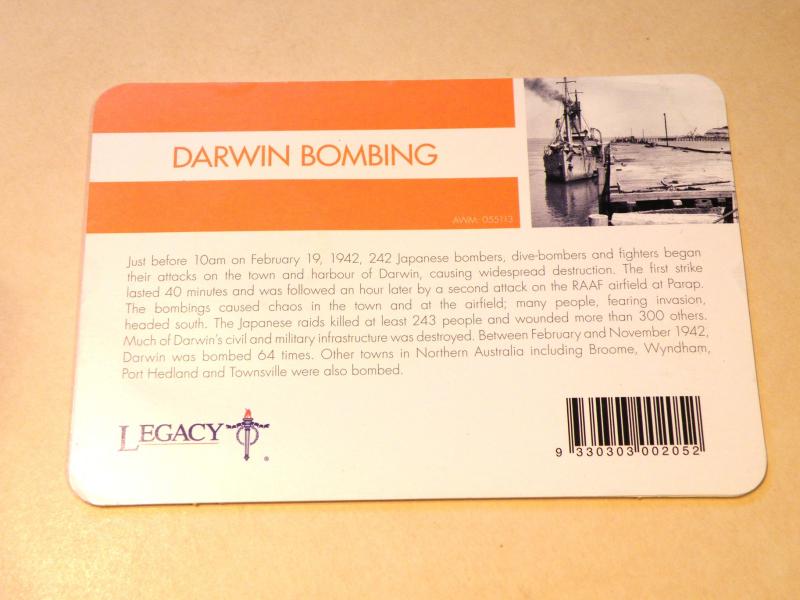 DARWIN BOMBING
AWM: 055113
Just before 10am on February 19, 1942, 242 Japanese bombers, dive-bombers and fighters began
their attacks on the town and harbour of Darwin, causing widespread destruction. The first strike
lasted 40 minutes and was followed an hour later by a second attack on the RAAF airfield at Parap.
The bombings caused chaos in the town and at the airfield; many people, fearing invasion,
headed south. The Japanese raids killed at least 243 people and wounded more than 300 others.
Much of Darwin's civil and military infrastructure was destroyed. Between February and November 1942,
Darwin was bombed 64 times. Other towns in Northern Australia including Broome, Wyndham,
Port Hedland and Townsville were also bombed.
LEGACY ®
9 330303 002052